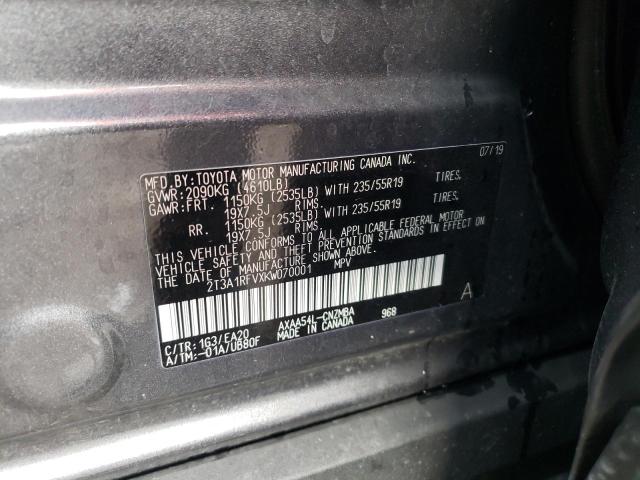 MFD. BY: TOYOTA MOTOR MANUFACTURING CANADA INC. 07/19
GVWR: 2090KG (4610LB)
GAWR: FRT. 1150KG (2535LB) WITH 235/55R19 TIRES.
19X7.5J RIMS.
RR. 1150KG (2535LB) WITH 235/55R19 TIRES.
19X7.5J RIMS.
THIS VEHICLE CONFORMS TO ALL APPLICABLE FEDERAL MOTOR
VEHICLE SAFETY AND THEFT PREVENTION STANDARDS IN EFFECT ON
THE DATE OF MANUFACTURE SHOWN ABOVE.
2T3A1RFVXKW070001 MPV
A
C/TR: 1G3/EA20 AXAA54L-CNZMBA 968
A/TM: -01A/UB80F MADE IN CANADA